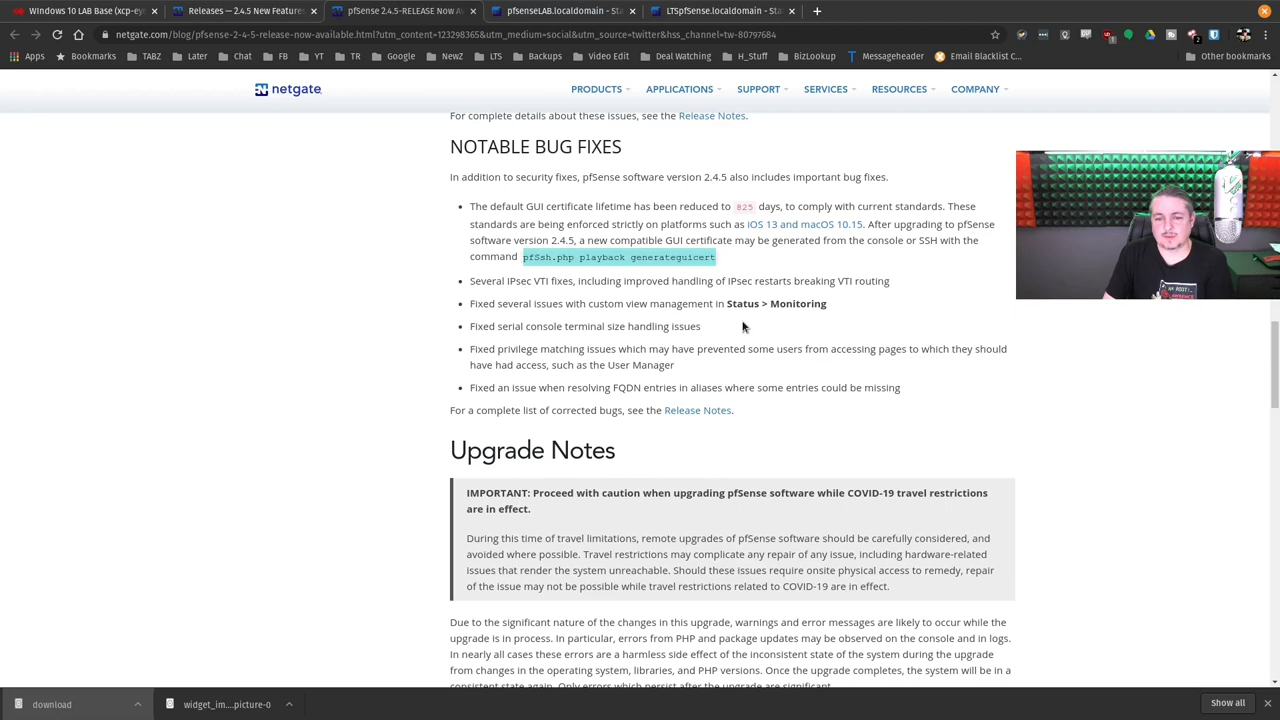 Windows 10 LAB Base (xcp-ey
Releases — 2.4.5 New Features
pfSense 2.4.5-RELEASE Now Av
pfsenseLAB.localdomain - Sta
LTSpfSense.localdomain - Sta
netgate.com/blog/pfsense-2-4-5-release-now-available.html?utm_content=123298365&utm_medium=social&utm_source=twitter&hss_channel=tw-80797684
Apps Bookmarks TABZ Later Chat FB YT TR Google NewZ LTS Backups Video Edit Deal Watching H_Stuff BizLookup Messageheader Email Blacklist C... Other bookmarks
netgate
PRODUCTS APPLICATIONS SUPPORT SERVICES RESOURCES COMPANY
For complete details about these issues, see the Release Notes.
NOTABLE BUG FIXES
In addition to security fixes, pfSense software version 2.4.5 also includes important bug fixes.
The default GUI certificate lifetime has been reduced to 825 days, to comply with current standards. These
standards are being enforced strictly on platforms such as iOS 13 and macOS 10.15. After upgrading to pfSense
software version 2.4.5, a new compatible GUI certificate may be generated from the console or SSH with the
command pfSsh.php playback generateguicert
Several IPsec VTI fixes, including improved handling of IPsec restarts breaking VTI routing
Fixed several issues with custom view management in Status > Monitoring
Fixed serial console terminal size handling issues
Fixed privilege matching issues which may have prevented some users from accessing pages to which they should
have had access, such as the User Manager
Fixed an issue when resolving FQDN entries in aliases where some entries could be missing
For a complete list of corrected bugs, see the Release Notes.
Upgrade Notes
IMPORTANT: Proceed with caution when upgrading pfSense software while COVID-19 travel restrictions
are in effect.
During this time of travel limitations, remote upgrades of pfSense software should be carefully considered, and
avoided where possible. Travel restrictions may complicate any repair of any issue, including hardware-related
issues that render the system unreachable. Should these issues require onsite physical access to remedy, repair
of the issue may not be possible while travel restrictions related to COVID-19 are in effect.
Due to the significant nature of the changes in this upgrade, warnings and error messages are likely to occur while the
upgrade is in process. In particular, errors from PHP and package updates may be observed on the console and in logs.
In nearly all cases these errors are a harmless side effect of the inconsistent state of the system during the upgrade
from changes in the operating system, libraries, and PHP versions. Once the upgrade completes, the system will be in a
consistent state again. Only errors which persist after the upgrade are significant.
download
widget_im....picture-0
Show all